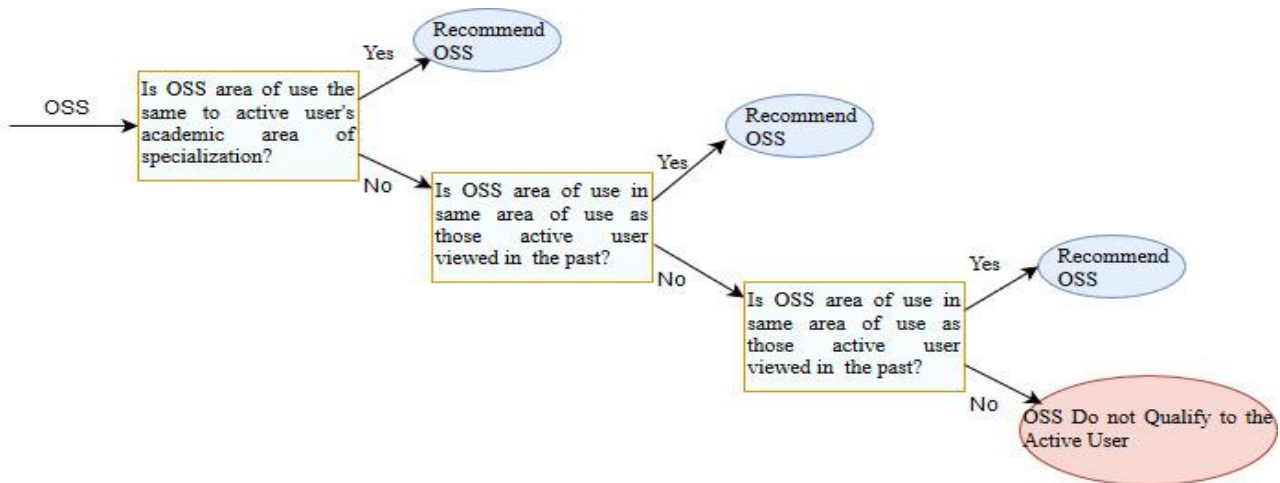 Recommend
OSS
Yes
OSS
Is OSS area of use the
same to active user's
academic area of
specialization?
No
Recommend
OSS
Yes
Is OSS area of use in
same area of use as
those active user
viewed in the past?
No
Recommend
OSS
Yes
Is OSS area of use in
same area of use as
those active user
viewed in the past?
No
OSS Do not Qualify to the
Active User